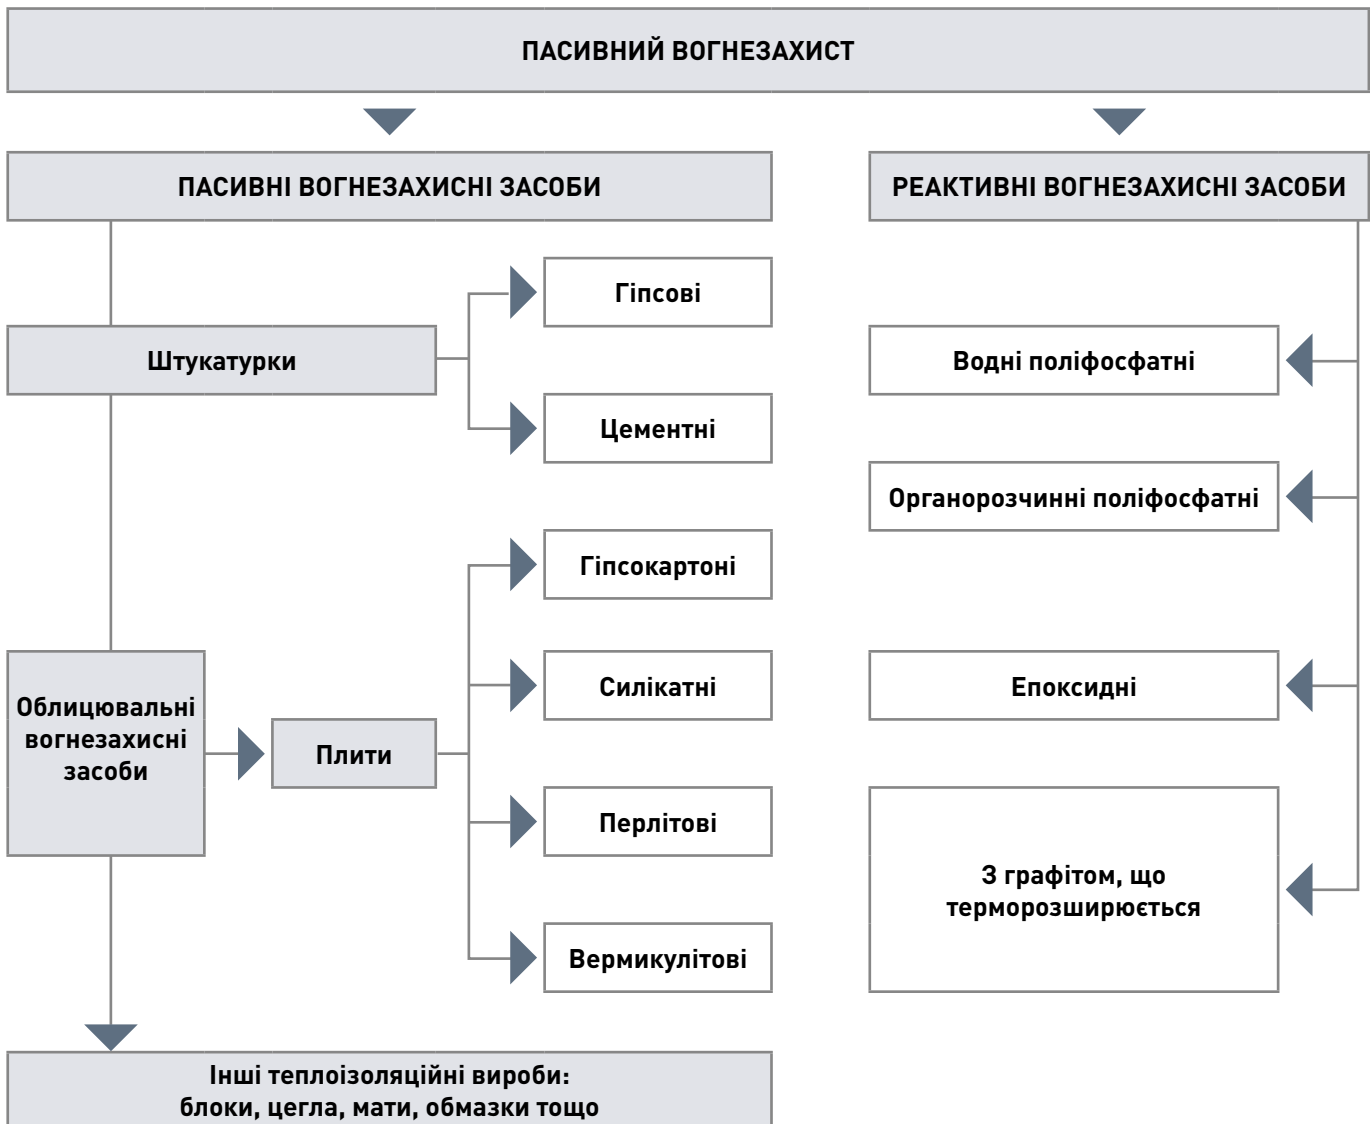 ПАСИВНИЙ ВОГНЕЗАХИСТ
ПАСИВНІ ВОГНЕЗАХИСНІ ЗАСОБИ
Штукатурки
Гіпсові
Цементні
Облицювальні
вогнезахисні
засоби
Плити
Гіпсокартоні
Силікатні
Перлітові
Вермикулітові
Інші теплоізоляційні вироби:
блоки, цегла, мати, обмазки тощо
РЕАКТИВНІ ВОГНЕЗАХИСНІ ЗАСОБИ
Водні поліфосфатні
Органорозчинні поліфосфатні
Епоксидні
З графітом, що
терморозширюється